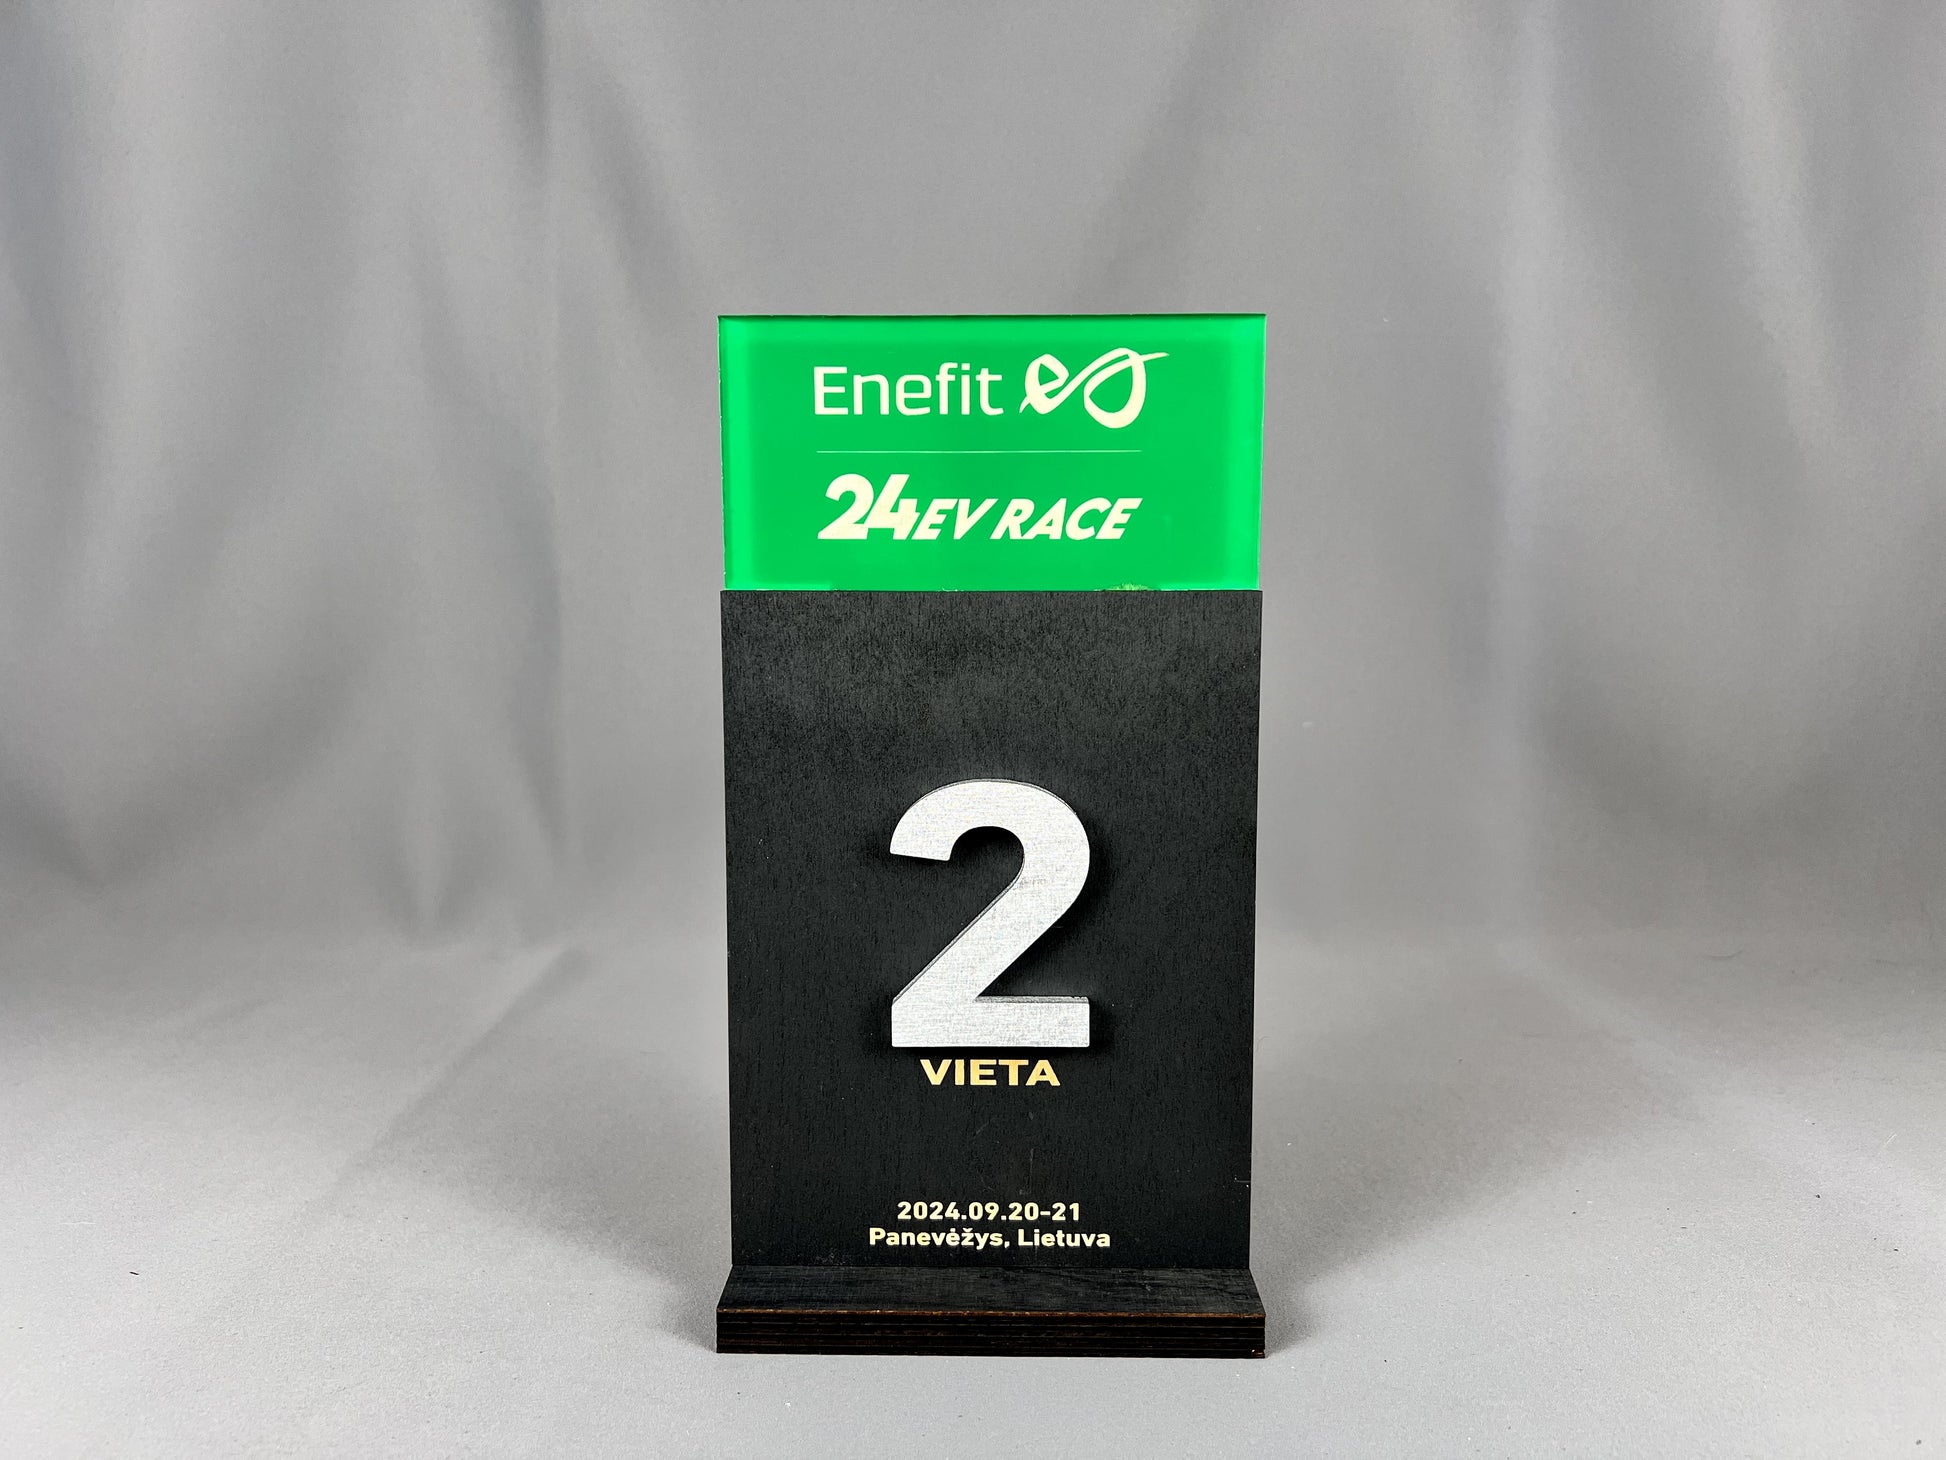 Enefit
24EV RACE
2
VIETA
2024.09.20-21
Panevėžys, Lietuva